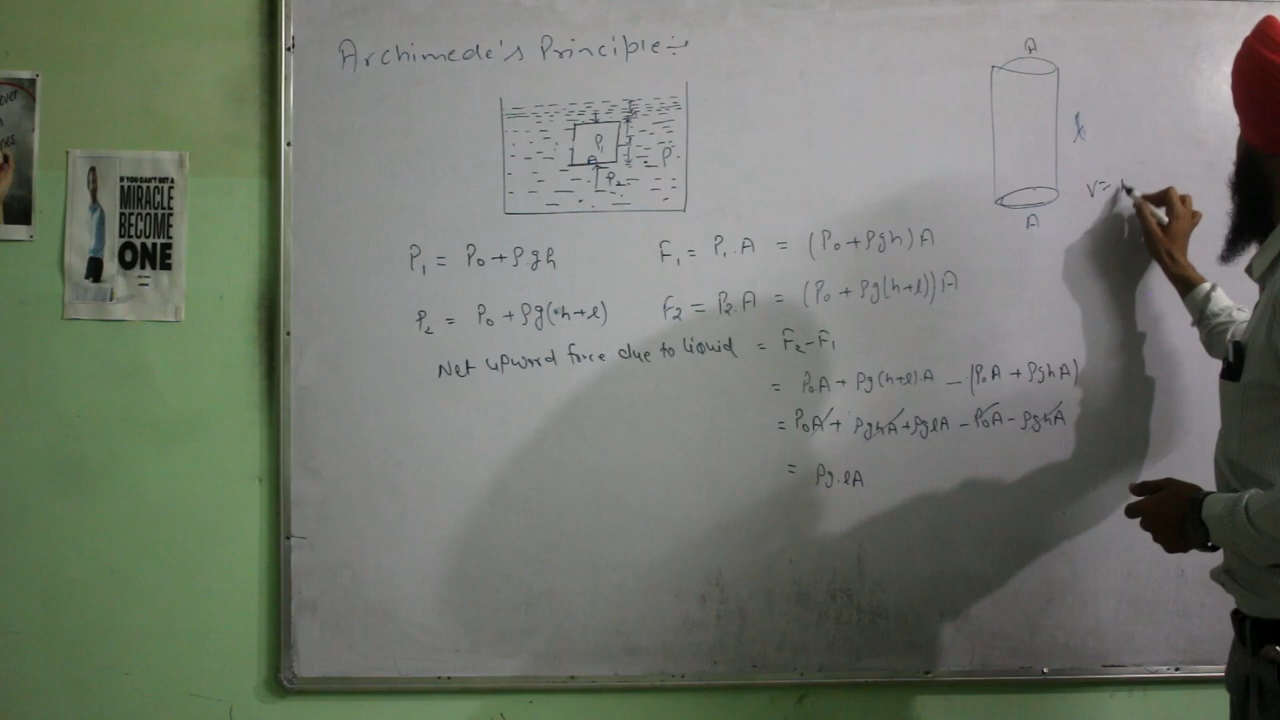 Archimede's Principle:-
P₁
P₂
ρ
A
l
A
V=
P₁ = P₀ + ρgh
F₁ = P₁.A = (P₀+ρgh)A
P₂ = P₀ + ρg(h+l)
F₂ = P₂.A = (P₀ + ρg(h+l))A
Net upward force due to liquid = F₂-F₁
= P₀A + ρg(h+l).A - (P₀A + ρghA)
= P₀A + ρghA + ρglA - P₀A - ρghA
= ρg.lA
IF YOU CAN'T GET A
MIRACLE
BECOME
ONE